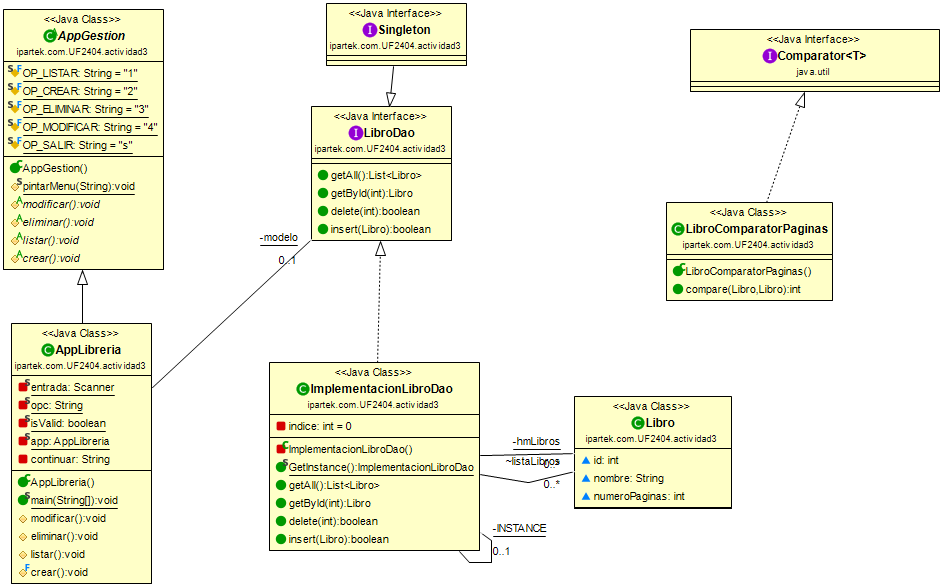 <<Java Class>>
AppGestion
ipartek.com.UF2404.actividad3
OP_LISTAR: String = "1"
OP_CREAR: String = "2"
OP_ELIMINAR: String = "3"
OP_MODIFICAR: String = "4"
OP_SALIR: String = "s"
AppGestion()
pintarMenu(String):void
modificar():void
eliminar():void
listar():void
crear():void
<<Java Interface>>
Singleton
ipartek.com.UF2404.actividad3
<<Java Interface>>
LibroDao
ipartek.com.UF2404.actividad3
getAll():List<Libro>
getById(int):Libro
delete(int):boolean
insert(Libro):boolean
<<Java Interface>>
Comparator<T>
java.util
<<Java Class>>
LibroComparatorPaginas
ipartek.com.UF2404.actividad3
LibroComparatorPaginas()
compare(Libro,Libro):int
-modelo
0..1
<<Java Class>>
AppLibreria
ipartek.com.UF2404.actividad3
entrada: Scanner
opc: String
isValid: boolean
app: AppLibreria
continuar: String
AppLibreria()
main(String[]):void
modificar():void
eliminar():void
listar():void
crear():void
<<Java Class>>
ImplementacionLibroDao
ipartek.com.UF2404.actividad3
indice: int = 0
ImplementacionLibroDao()
GetInstance():ImplementacionLibroDao
getAll():List<Libro>
getById(int):Libro
delete(int):boolean
insert(Libro):boolean
-hmLibros
0..*
~listaLibros
0..*
-INSTANCE
0..1
<<Java Class>>
Libro
ipartek.com.UF2404.actividad3
id: int
nombre: String
numeroPaginas: int